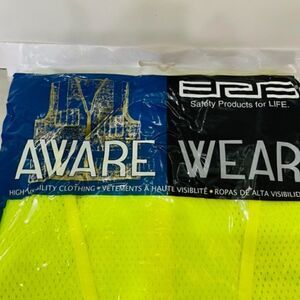 ERB
Safety Products for LIFE.
AWARE WEAR
HIGH VISIBILITY CLOTHING • VÊTEMENTS À HAUTE VISIBILITÉ • ROPAS DE ALTA VISIBILID